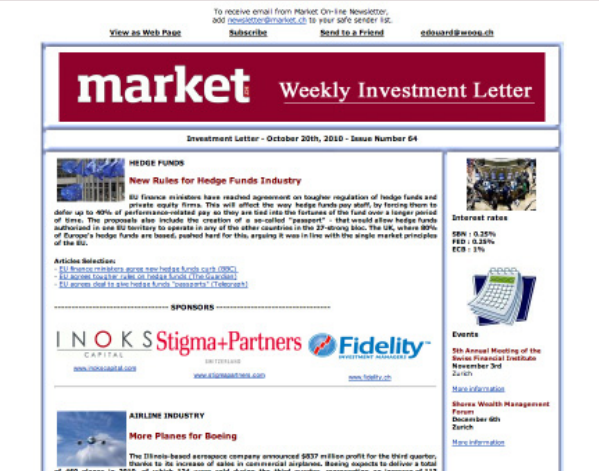 To receive email from Market On-line Newsletter,
add newsletter@market.ch to your safe sender list.
View as Web Page Subscribe Send to a Friend edouard@woog.ch
market.ch Weekly Investment Letter
Investment Letter - October 20th, 2010 - Issue Number 64
HEDGE FUNDS
New Rules for Hedge Funds Industry
EU finance ministers have reached agreement on tougher regulation of hedge funds and
private equity firms. This will affect the way hedge funds pay staff, by forcing them to
defer up to 40% of performance-related pay so they are tied into the fortunes of the fund over a longer period
of time. The proposals also include the creation of a so-called "passport" - that would allow hedge funds
authorized in one EU territory to operate in any of the other countries in the 27-strong bloc. The UK, where 80%
of Europe's hedge funds are based, pushed hard for this, arguing it was in line with the single market principles
of the EU.
Articles Selection:
- EU finance ministers agree new hedge funds curb (BBC)
- EU agrees tougher rules on hedge funds (The Guardian)
- EU agrees deal to give hedge funds "passports" (Telegraph)
SPONSORS
INOKS
CAPITAL
www.inokscapital.com
Stigma+Partners
SWITZERLAND
www.stigmapartners.com
Fidelity™
INVESTMENT MANAGERS
www.fidelity.ch
AIRLINE INDUSTRY
More Planes for Boeing
The Illinois-based aerospace company announced $837 million profit for the third quarter,
thanks to its increase of sales in commercial airplanes. Boeing expects to deliver a total
Interest rates
SBN : 0.25%
FED : 0.25%
ECB : 1%
Events
5th Annual Meeting of the
Swiss Financial Institute
November 3rd
Zurich
More information
Shorex Wealth Management
Forum
December 6th
Zurich
More information